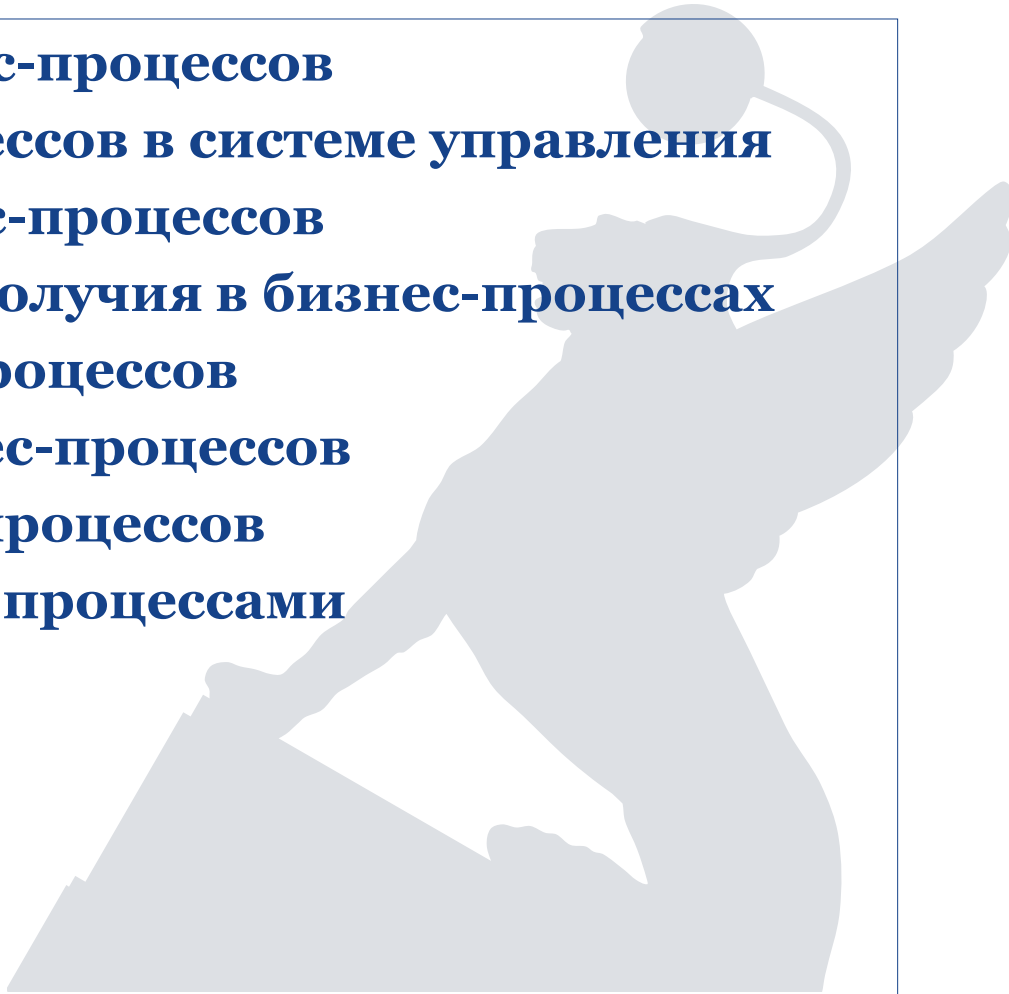 с-процессов
ессов в системе управления
с-процессов
олучия в бизнес-процессах
роцессов
ес-процессов
процессов
процессами